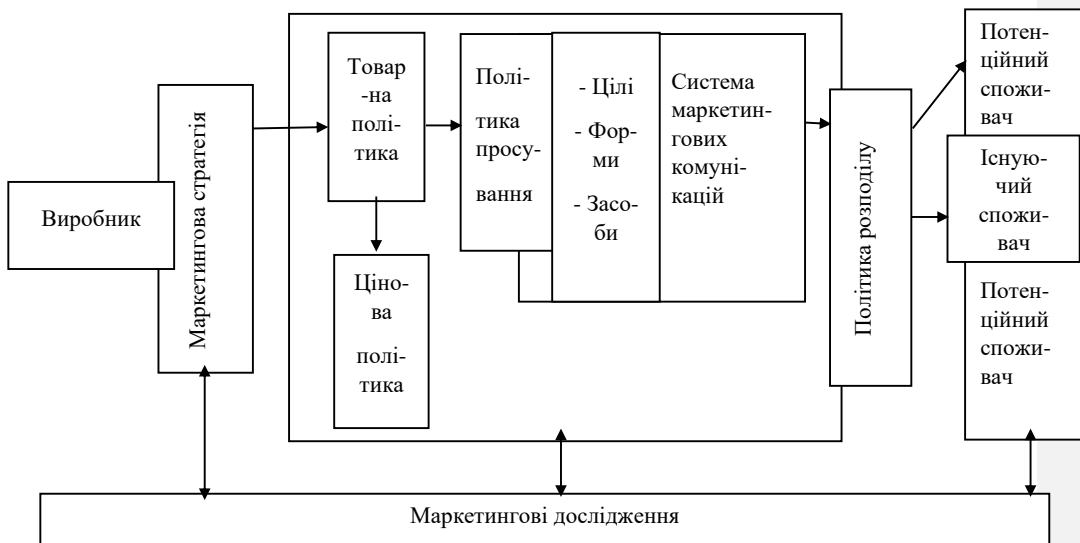 Виробник
Маркетингова стратегія
Товар
-на
полі-
тика
Ціно-
ва
полі-
тика
Полі-
тика
просу-
вання
- Цілі
- Фор-
ми
- Засо-
би
Система
маркетин-
гових
комуні-
кацій
Політика розподілу
Потен-
ційний
спожи-
вач
Існую-
чий
спожи-
вач
Потен-
ційний
спожи-
вач
Маркетингові дослідження